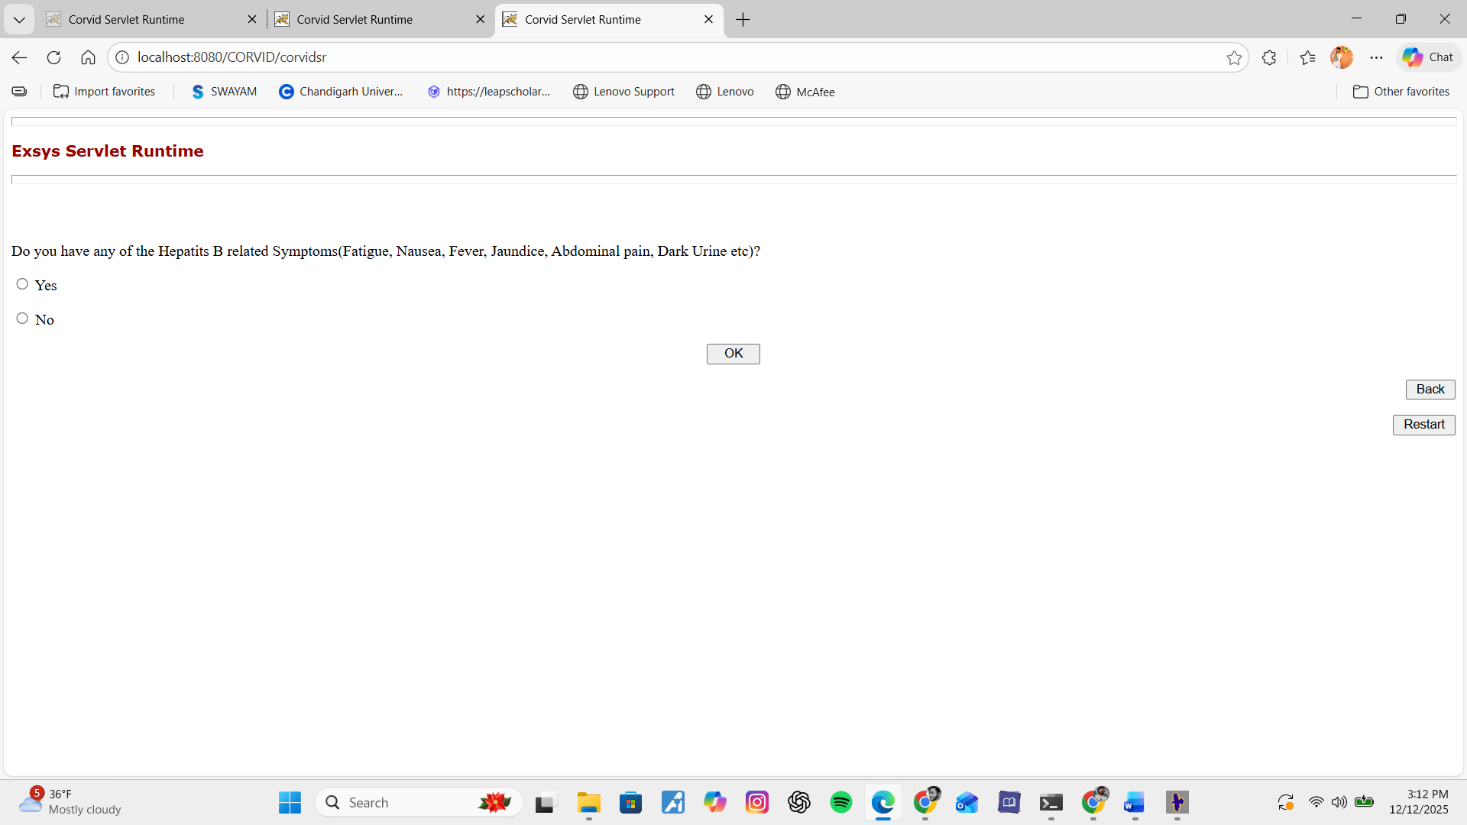 Corvid Servlet Runtime
Corvid Servlet Runtime
Corvid Servlet Runtime
localhost:8080/CORVID/corvidsr
Chat
Import favorites
SWAYAM
Chandigarh Univer...
https://leapscholar...
Lenovo Support
Lenovo
McAfee
Other favorites
Exsys Servlet Runtime
Do you have any of the Hepatits B related Symptoms(Fatigue, Nausea, Fever, Jaundice, Abdominal pain, Dark Urine etc)?
Yes
No
OK
Back
Restart
5
36°F
Mostly cloudy
Search
3:12 PM
12/12/2025